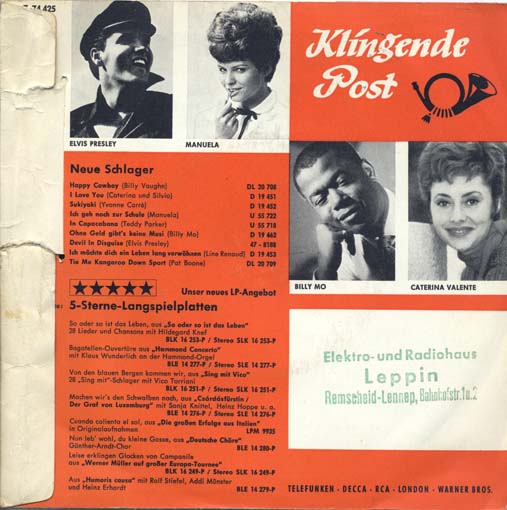 74 425
Klingende
Post
ELVIS PRESLEY
MANUELA
Neue Schlager
Happy Cowboy (Billy Vaughn) DL 20 708
I Love You (Caterina und Silvio) D 19 451
Sukiyaki (Yvonne Carrà) D 19 452
Ich geh noch zur Schule (Manuela) U 55 722
In Copacabana (Teddy Parker) U 55 718
Ohne Geld gibt's keine Musi (Billy Mo) D 19 462
Devil In Disguise (Elvis Presley) 47 - 8188
Ich möchte dich ein Leben lang verwöhnen (Line Renaud) D 19 453
Tie Me Kangaroo Down Sport (Pat Boone) DL 20 709
BILLY MO
CATERINA VALENTE
★★★★★ Unser neues LP-Angebot
5-Sterne-Langspielplatten
So oder so ist das Leben, aus „So oder so ist das Leben"
28 Lieder und Chansons mit Hildegard Knef
BLK 16 253-P / Stereo SLK 16 253-P
Bagatellen-Ouvertüre aus „Hammond Concerto"
mit Klaus Wunderlich an der Hammond-Orgel
BLE 14 277-P / Stereo SLE 14 277-P
Von den blauen Bergen kommen wir, aus „Sing mit Vico"
28 „Sing mit"-Schlager mit Vico Torriani
BLK 16 251-P / Stereo SLK 16 251-P
Machen wir's den Schwalben nach, aus „Csárdásfürstin /
Der Graf von Luxemburg" mit Sonja Knittel, Heinz Hoppe u. a.
BLE 14 276-P / Stereo SLE 14 276-P
Cuando calienta el sol, aus „Die großen Erfolge aus Italien"
in Originalaufnahmen LPM 9935
Nun leb' wohl, du kleine Gasse, aus „Deutsche Chöre"
Günther-Arndt-Chor BLE 14 280-P
Leise erklingen Glocken von Campanile
aus „Werner Müller auf großer Europa-Tournee"
BLK 16 249-P / Stereo SLK 16 249-P
Aus „Humoris causa" mit Rolf Stiefel, Addi Münster
und Heinz Erhardt BLE 14 279-P
Elektro- und Radiohaus
Leppin
Remscheid-Lennep, Bahnhofstr. 1a. 2
TELEFUNKEN - DECCA - RCA - LONDON - WARNER BROS.